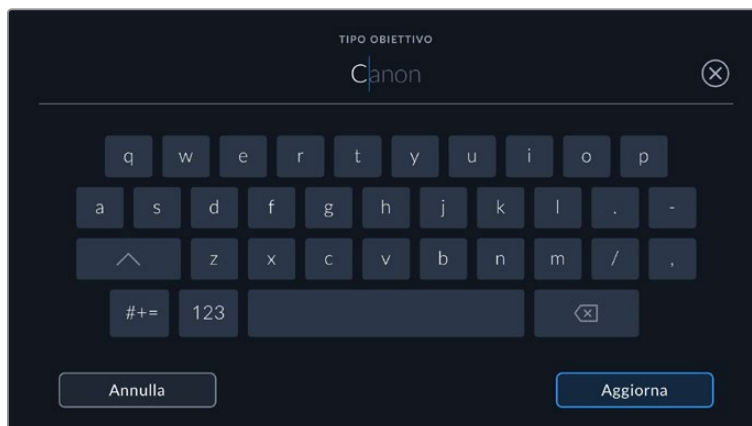 TIPO OBIETTIVO
Canon
q w e r t y u i o p
a s d f g h j k l . -
z x c v b n m / ,
#+= 123
Annulla Aggiorna